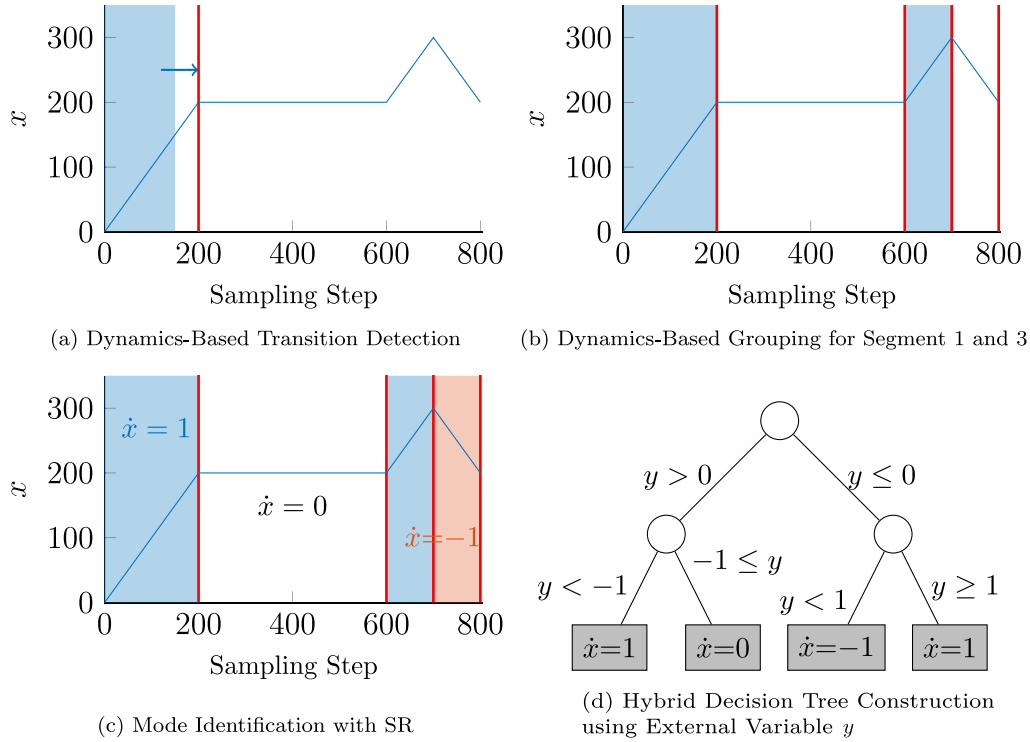 300
200
100
0
x
0
200
400
600
800
Sampling Step
(a) Dynamics-Based Transition Detection
300
200
100
0
x
0
200
400
600
800
Sampling Step
(b) Dynamics-Based Grouping for Segment 1 and 3
300
200
100
0
x
ẋ = 1
ẋ = 0
ẋ=−1
0
200
400
600
800
Sampling Step
(c) Mode Identification with SR
y > 0
y ≤ 0
y < −1
−1 ≤ y
y < 1
y ≥ 1
ẋ=1
ẋ=0
ẋ=−1
ẋ=1
(d) Hybrid Decision Tree Construction
using External Variable y